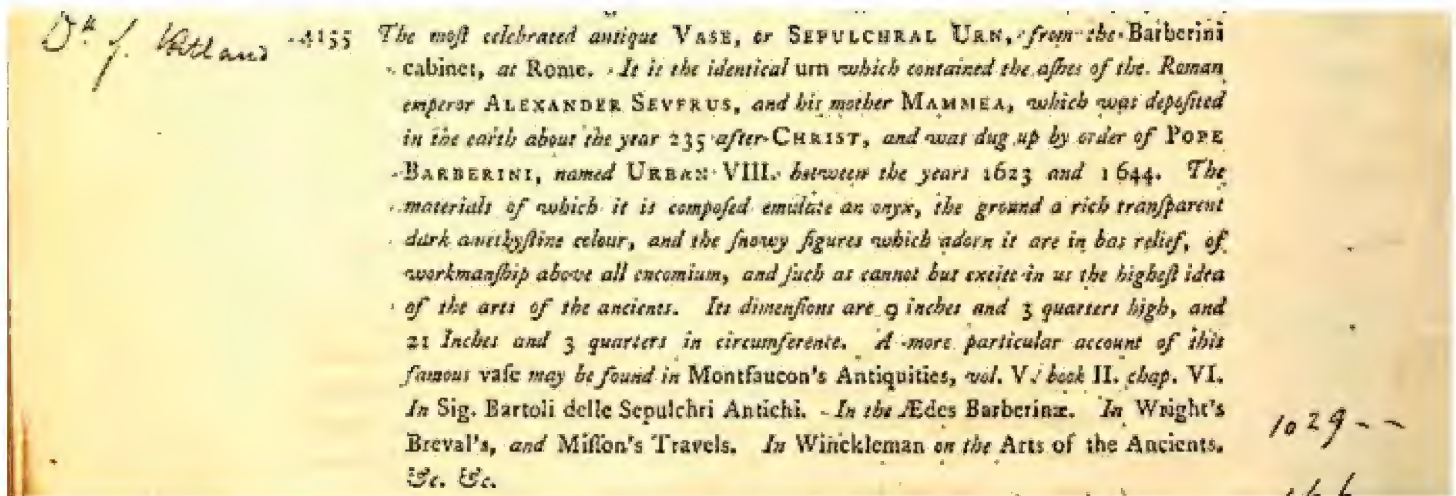 Dk of Portland 4155 The moſt celebrated antique VASE, or SEPULCHRAL URN, from the Barberini
cabinet, at Rome. It is the identical urn which contained the aſhes of the Roman
emperor ALEXANDER SEVERUS, and his mother MAMMEA, which was depoſited
in the earth about the year 235 after CHRIST, and was dug up by order of POPE
BARBERINI, named URBAN VIII. between the years 1623 and 1644. The
materials of which it is compoſed emulate an onyx, the ground a rich tranſparent
dark amethyſtine colour, and the ſnowy figures which adorn it are in bas relief, of
workmanſhip above all encomium, and ſuch as cannot but excite in us the higheſt idea
of the arts of the ancients. Its dimenſions are 9 inches and 3 quarters high, and
21 Inches and 3 quarters in circumference. A more particular account of this
famous vaſe may be found in Montfaucon's Antiquities, vol. V. book II. chap. VI.
In Sig. Bartoli delle Sepulchri Antichi. In the Ædes Barberinæ. In Wright's
Breval's, and Miſſon's Travels. In Winckleman on the Arts of the Ancients.
&c. &c.
1029 - -